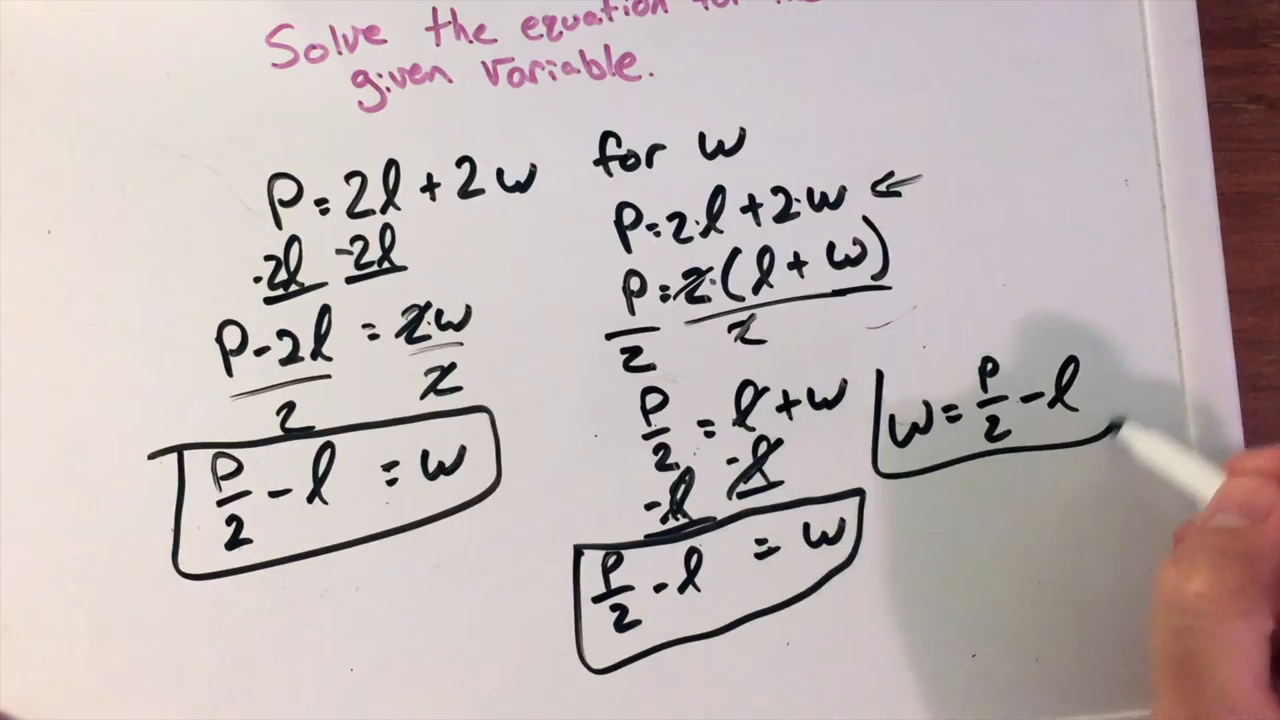 Solve the equation for the
given variable.
P = 2l + 2w for w
-2l -2l
P - 2l = 2w
2 2
P/2 - l = w
P = 2·l + 2·w ←
P = 2·(l + w)
2 2
P/2 = l + w
-l -l
P/2 - l = w
w = P/2 - l